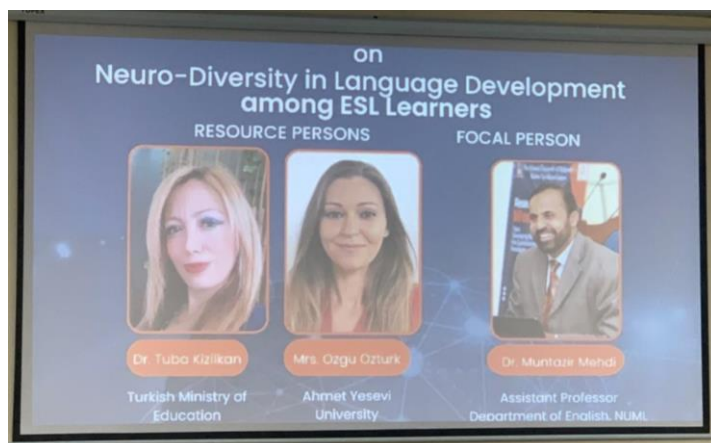 on
Neuro-Diversity in Language Development
among ESL Learners
RESOURCE PERSONS
FOCAL PERSON
Dr. Tuba Kizlikan
Mrs. Ozgu Ozturk
Dr. Muntazir Mehdi
Turkish Ministry of
Education
Ahmet Yesevi
University
Assistant Professor
Department of English, NUML